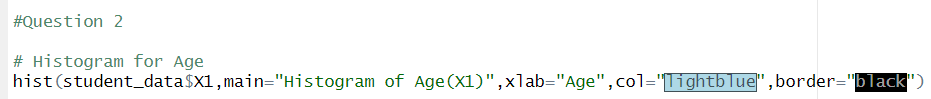 #Question 2
# Histogram for Age
hist(student_data$X1,main="Histogram of Age(X1)",xlab="Age",col="lightblue",border="black")